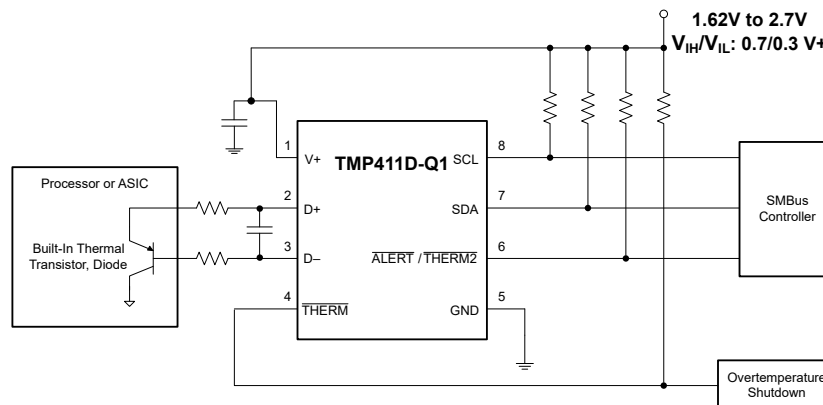 1.62V to 2.7V
VIH/VIL: 0.7/0.3 V+
1
V+
TMP411D-Q1
SCL
8
Processor or ASIC
2
D+
SDA
7
SMBus
Controller
Built-In Thermal
Transistor, Diode
3
D–
ALERT / THERM2
6
4
THERM
GND
5
Overtemperature
Shutdown